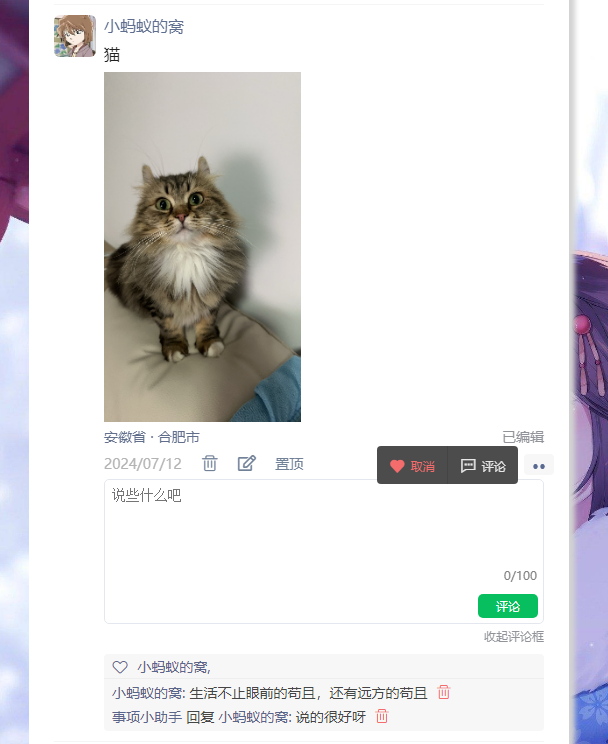 小蚂蚁的窝
猫
安徽省 · 合肥市 已编辑
2024/07/12 置顶 取消 评论
说些什么吧
0/100
评论
收起评论框
小蚂蚁的窝,
小蚂蚁的窝: 生活不止眼前的苟且，还有远方的苟且
事项小助手 回复 小蚂蚁的窝: 说的很好呀